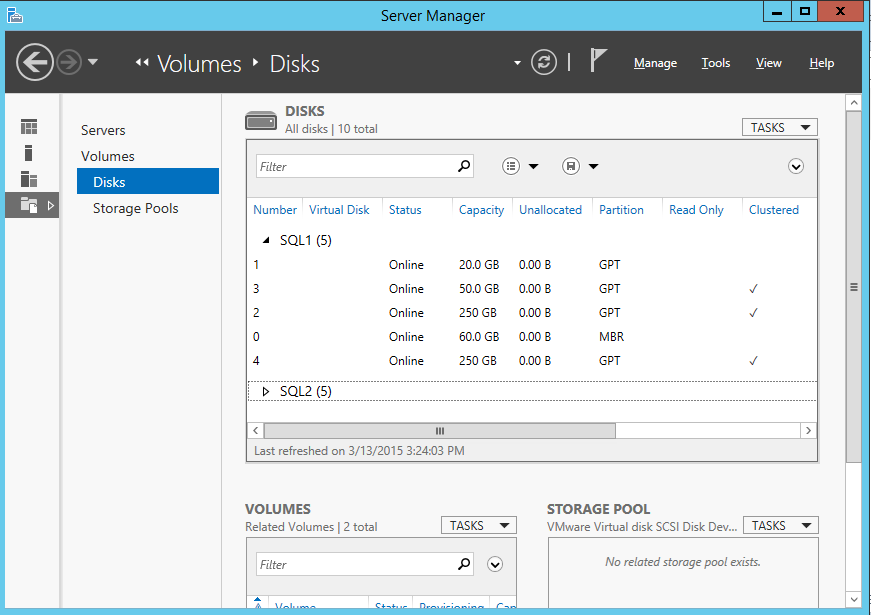 Server Manager
Volumes Disks
Manage Tools View Help
Servers
Volumes
Disks
Storage Pools
DISKS
All disks | 10 total
TASKS
Filter
Number Virtual Disk Status Capacity Unallocated Partition Read Only Clustered
SQL1 (5)
1 Online 20.0 GB 0.00 B GPT
3 Online 50.0 GB 0.00 B GPT ✓
2 Online 250 GB 0.00 B GPT ✓
0 Online 60.0 GB 0.00 B MBR
4 Online 250 GB 0.00 B GPT ✓
SQL2 (5)
Last refreshed on 3/13/2015 3:24:03 PM
VOLUMES
Related Volumes | 2 total
TASKS
Filter
Volume Status Provisioning Cap
STORAGE POOL
VMware Virtual disk SCSI Disk Dev...
TASKS
No related storage pool exists.